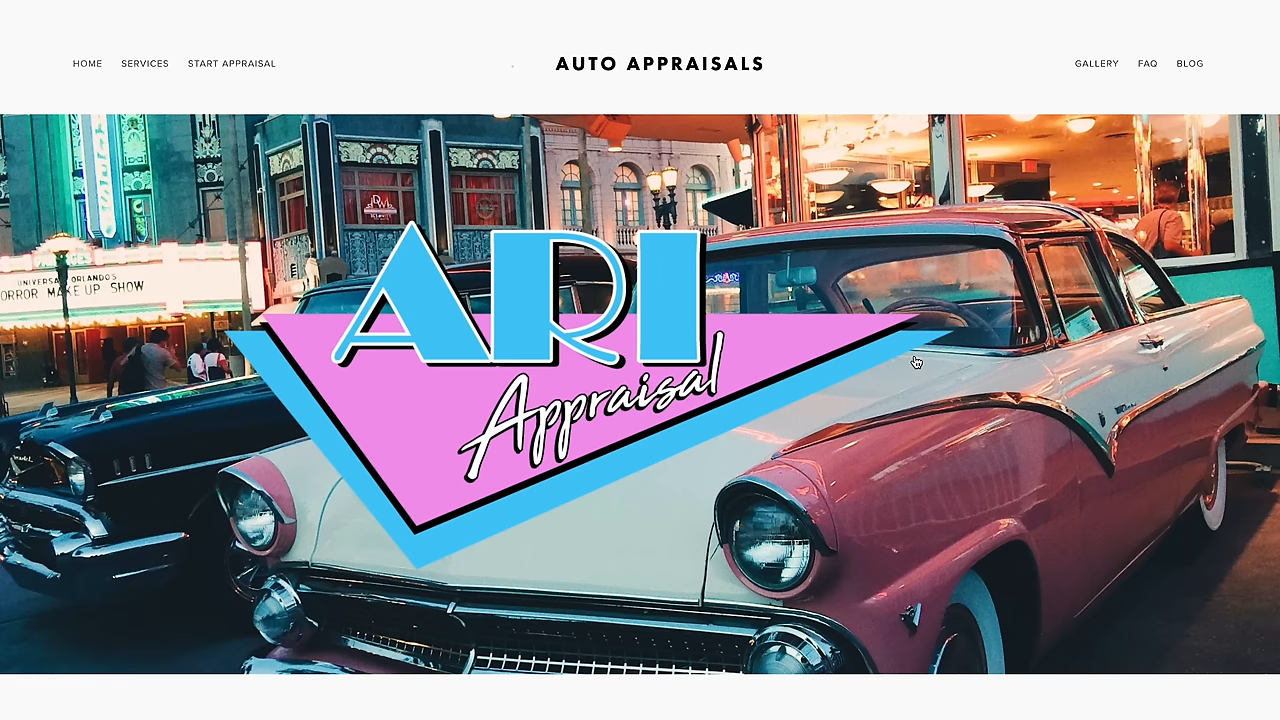 HOME SERVICES START APPRAISAL
AUTO APPRAISALS
GALLERY FAQ BLOG
ARI
Appraisal
UNIVERSAL ORLANDO'S
HORROR MAKE UP SHOW